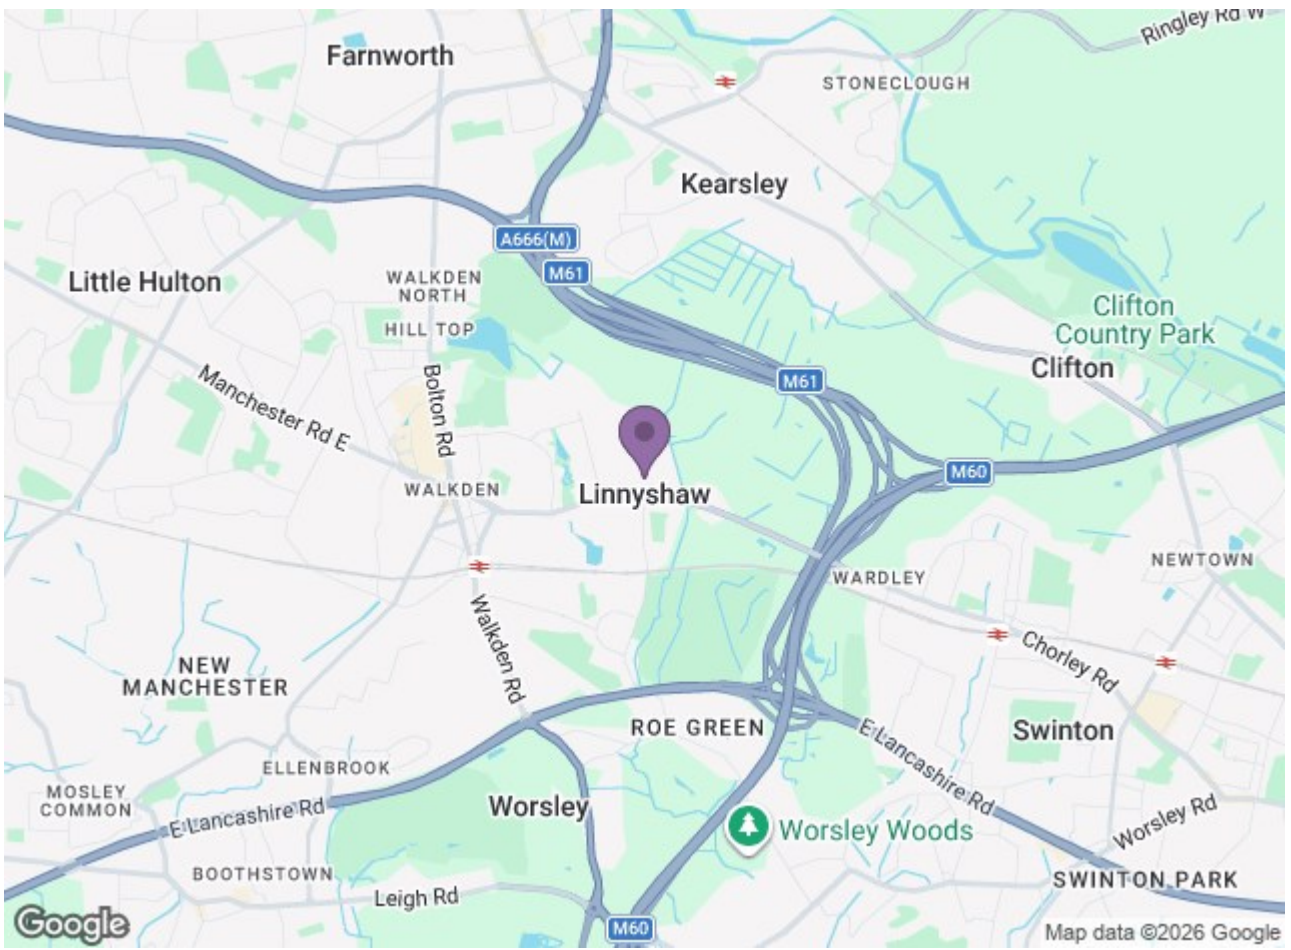 Ringley Rd W
Farnworth
STONECLOUGH
Kearsley
A666(M)
M61
Little Hulton
WALKDEN
NORTH
HILL TOP
Clifton
Country Park
Clifton
M61
Manchester Rd E
Bolton Rd
WALKDEN
Linnyshaw
M60
NEWTOWN
WARDLEY
Walkden Rd
Chorley Rd
NEW
MANCHESTER
ROE GREEN
Swinton
E Lancashire Rd
ELLENBROOK
MOSLEY
COMMON
E Lancashire Rd
Worsley
Worsley Woods
Worsley Rd
BOOTHSTOWN
Leigh Rd
SWINTON PARK
M60
Google
Map data ©2026 Google